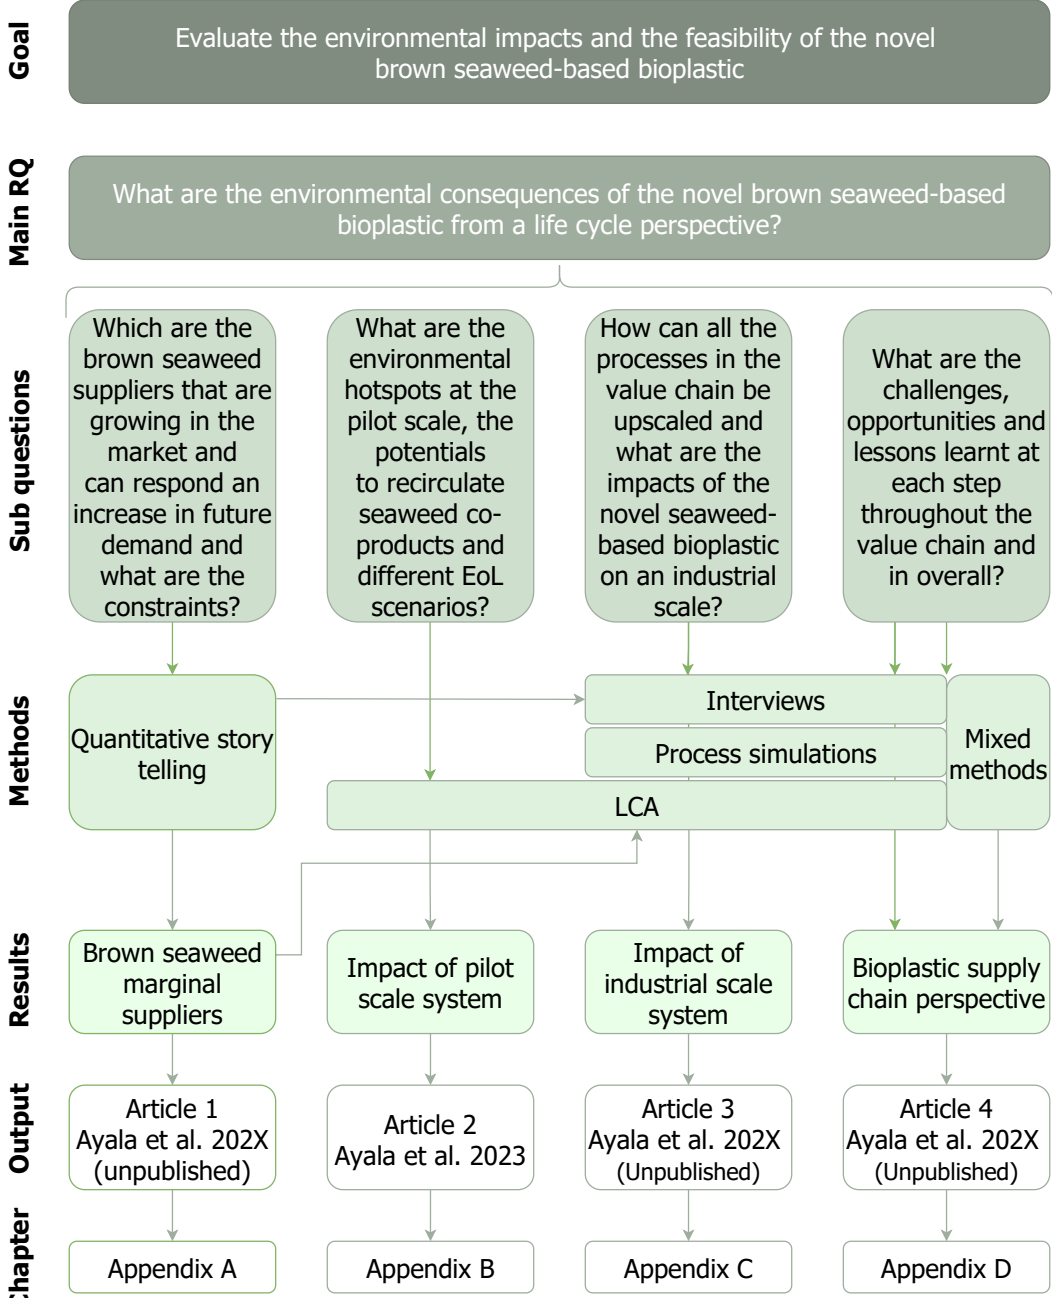 Goal
Evaluate the environmental impacts and the feasibility of the novel
brown seaweed-based bioplastic
Main RQ
What are the environmental consequences of the novel brown seaweed-based
bioplastic from a life cycle perspective?
Sub questions
Which are the
brown seaweed
suppliers that are
growing in the
market and
can respond an
increase in future
demand and
what are the
constraints?
What are the
environmental
hotspots at the
pilot scale, the
potentials
to recirculate
seaweed co-
products and
different EoL
scenarios?
How can all the
processes in the
value chain be
upscaled and
what are the
impacts of the
novel seaweed-
based bioplastic
on an industrial
scale?
What are the
challenges,
opportunities and
lessons learnt at
each step
throughout the
value chain and
in overall?
Methods
Quantitative story
telling
Interviews
Process simulations
LCA
Mixed
methods
Results
Brown seaweed
marginal
suppliers
Impact of pilot
scale system
Impact of
industrial scale
system
Bioplastic supply
chain perspective
Output
Article 1
Ayala et al. 202X
(unpublished)
Article 2
Ayala et al. 2023
Article 3
Ayala et al. 202X
(Unpublished)
Article 4
Ayala et al. 202X
(Unpublished)
Chapter
Appendix A
Appendix B
Appendix C
Appendix D